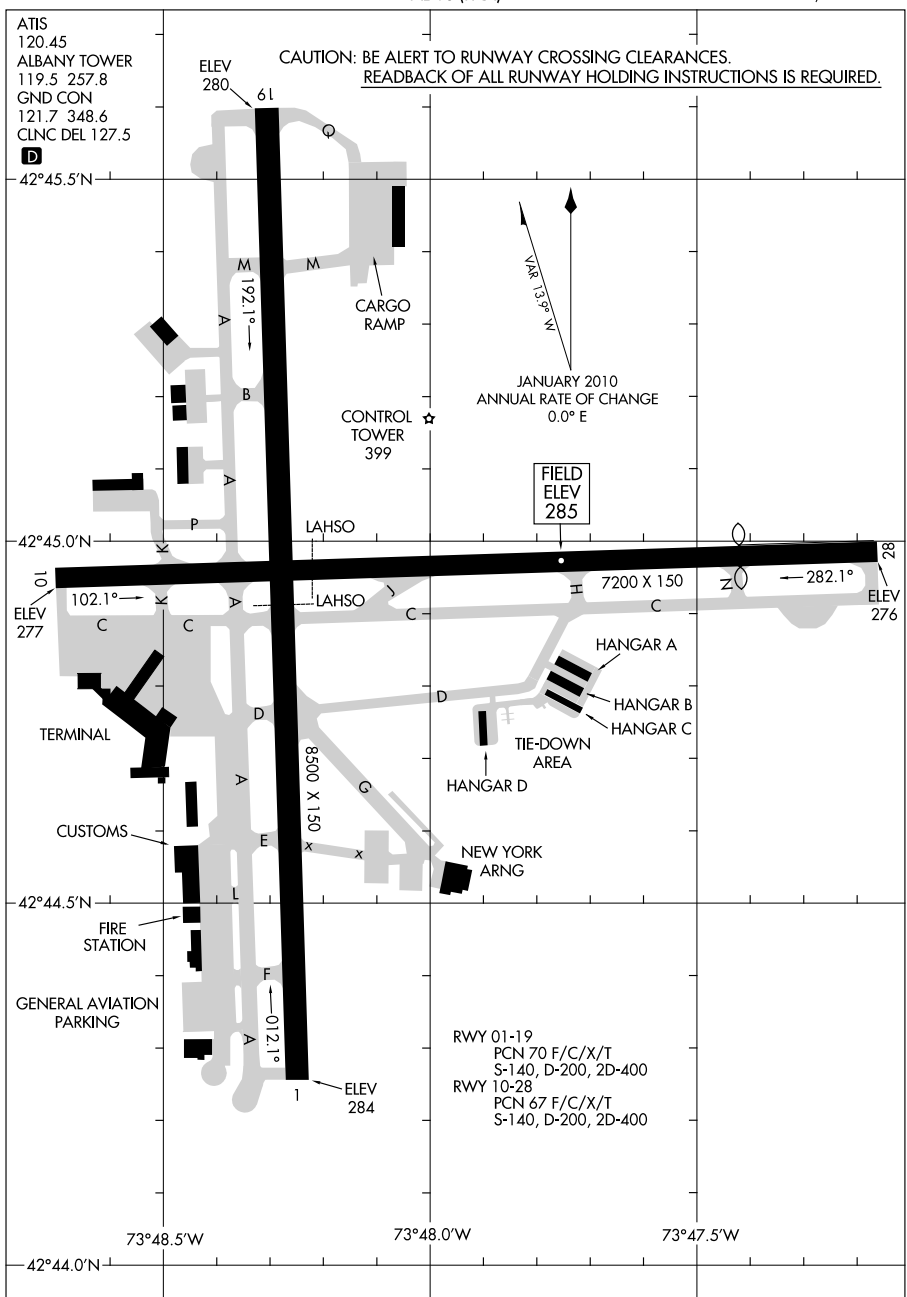 ATIS
120.45
ALBANY TOWER
119.5 257.8
GND CON
121.7 348.6
CLNC DEL 127.5
D
CAUTION: BE ALERT TO RUNWAY CROSSING CLEARANCES.
READBACK OF ALL RUNWAY HOLDING INSTRUCTIONS IS REQUIRED.
ELEV
280
19
Q
42°45.5'N
M
M
192.1°
A
CARGO
RAMP
VAR 13.9° W
JANUARY 2010
ANNUAL RATE OF CHANGE
0.0° E
B
CONTROL
TOWER
399
A
FIELD
ELEV
285
P
LAHSO
42°45.0'N
K
10
28
7200 X 150
282.1°
102.1°
K
A
LAHSO
J
H
N
ELEV
277
ELEV
276
C
C
C
C
HANGAR A
HANGAR B
HANGAR C
D
D
TERMINAL
TIE-DOWN
AREA
HANGAR D
8500 X 150
A
G
CUSTOMS
E
x
x
NEW YORK
ARNG
L
42°44.5'N
FIRE
STATION
F
GENERAL AVIATION
PARKING
012.1°
A
RWY 01-19
PCN 70 F/C/X/T
S-140, D-200, 2D-400
RWY 10-28
PCN 67 F/C/X/T
S-140, D-200, 2D-400
1
ELEV
284
73°48.5'W
73°48.0'W
73°47.5'W
42°44.0'N